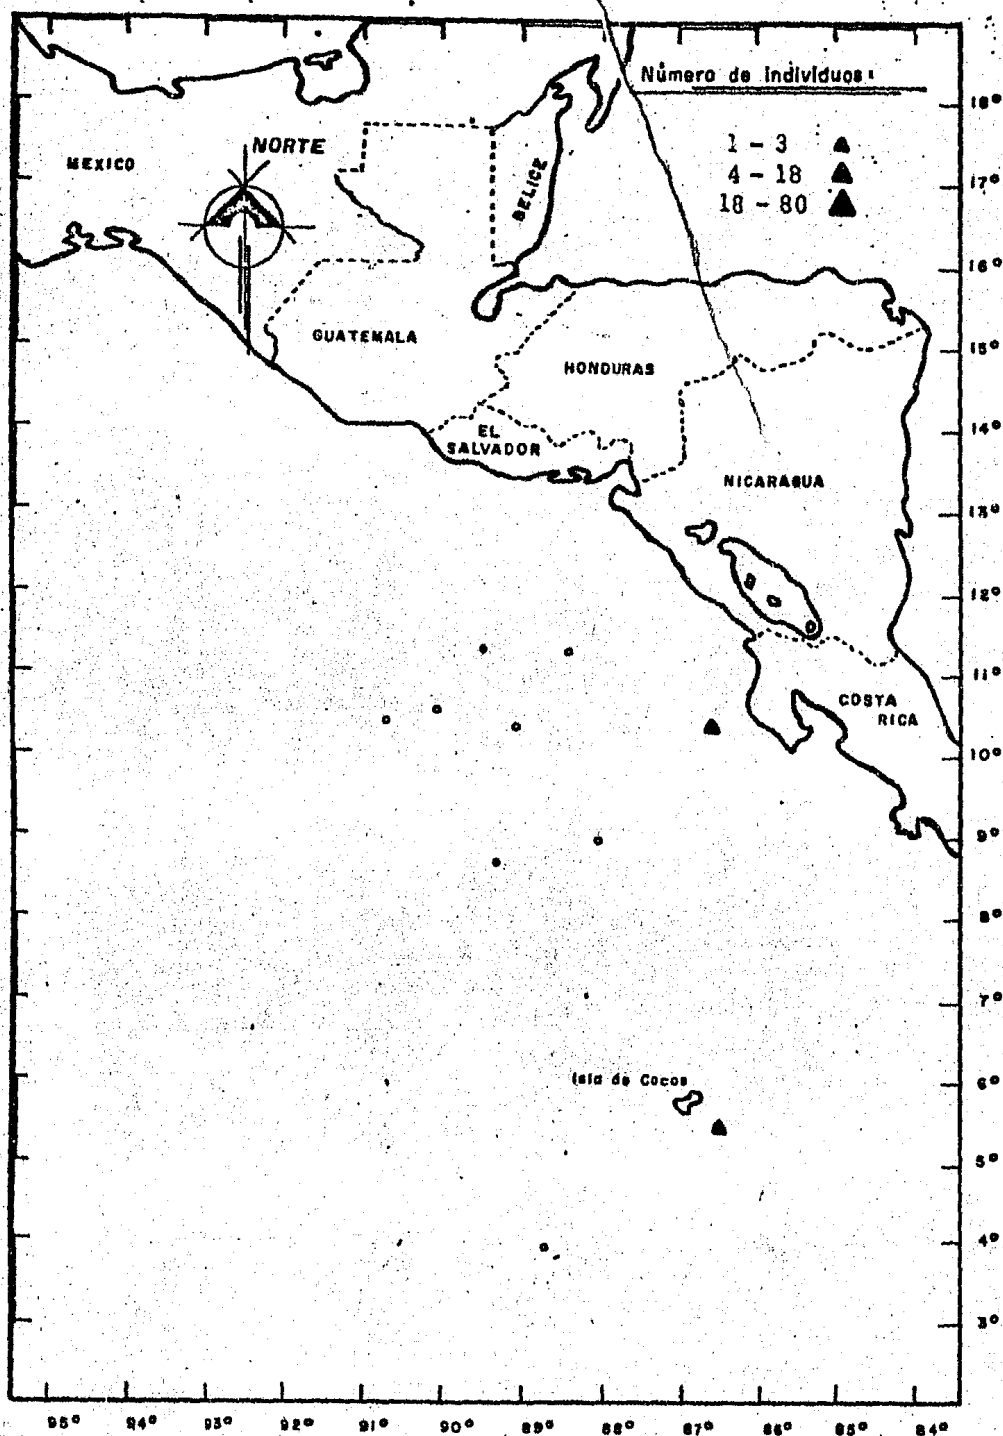 Número de individuos:
1 - 3
4 - 18
18 - 80
NORTE
MEXICO
BELICE
GUATEMALA
HONDURAS
EL
SALVADOR
NICARAGUA
COSTA
RICA
Isla de Cocos
18°
17°
16°
15°
14°
13°
12°
11°
10°
9°
8°
7°
6°
5°
4°
3°
95° 94° 93° 92° 91° 90° 89° 88° 87° 86° 85° 84°